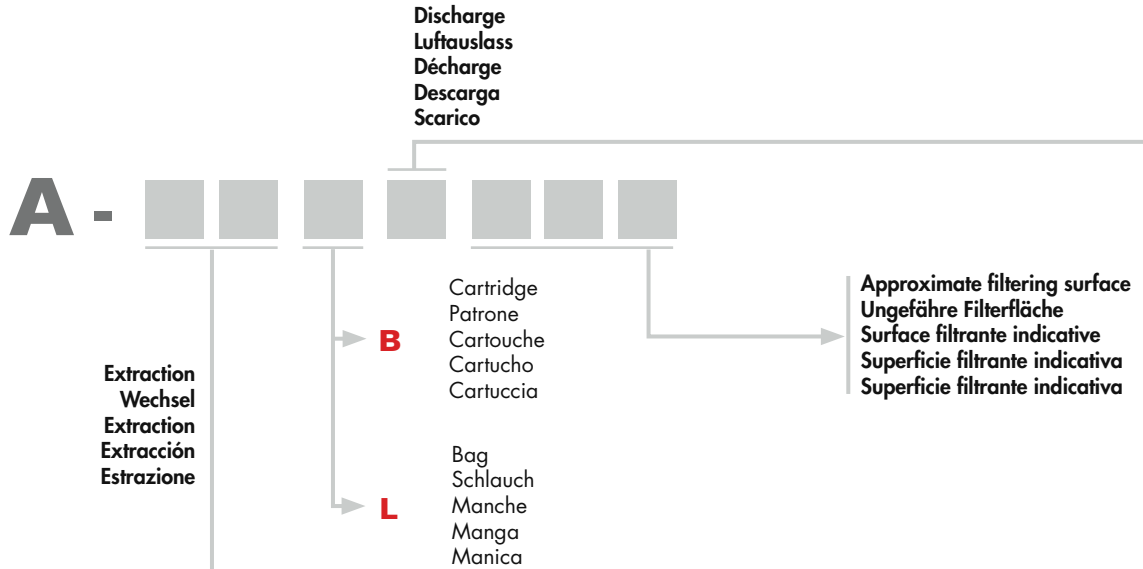 Discharge
Luftauslass
Décharge
Descarga
Scarico
A -
Cartridge
Patrone
B Cartouche
Cartucho
Cartuccia
Approximate filtering surface
Ungefähre Filterfläche
Surface filtrante indicative
Superficie filtrante indicativa
Superficie filtrante indicativa
Extraction
Wechsel
Extraction
Extracción
Estrazione
Bag
Schlauch
L Manche
Manga
Manica